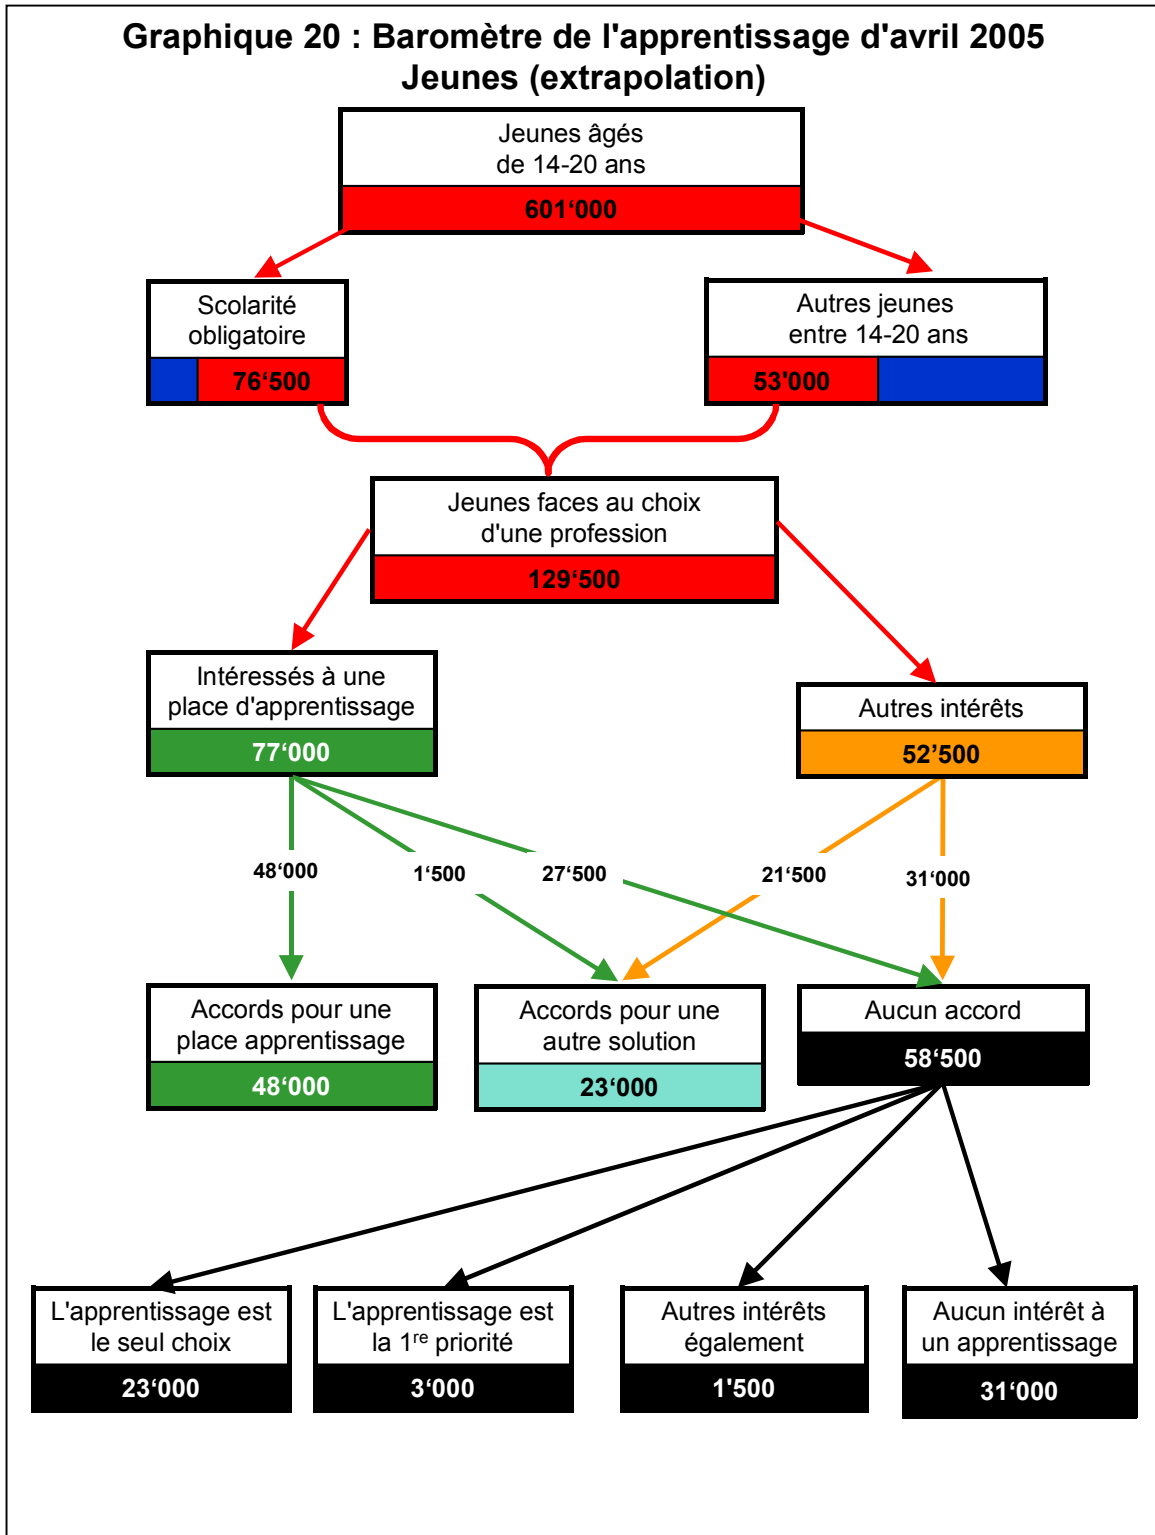 Graphique 20 : Baromètre de l'apprentissage d'avril 2005
Jeunes (extrapolation)
Jeunes âgés
de 14-20 ans
601‘000
Scolarité
obligatoire
76‘500
Autres jeunes
entre 14-20 ans
53'000
Jeunes faces au choix
d'une profession
129‘500
Intéressés à une
place d'apprentissage
77‘000
Autres intérêts
52’500
48‘000
1‘500
27‘500
21‘500
31‘000
Accords pour une
place apprentissage
48‘000
Accords pour une
autre solution
23‘000
Aucun accord
58‘500
L'apprentissage est
le seul choix
23‘000
L'apprentissage est
la 1re priorité
3‘000
Autres intérêts
également
1'500
Aucun intérêt à
un apprentissage
31‘000